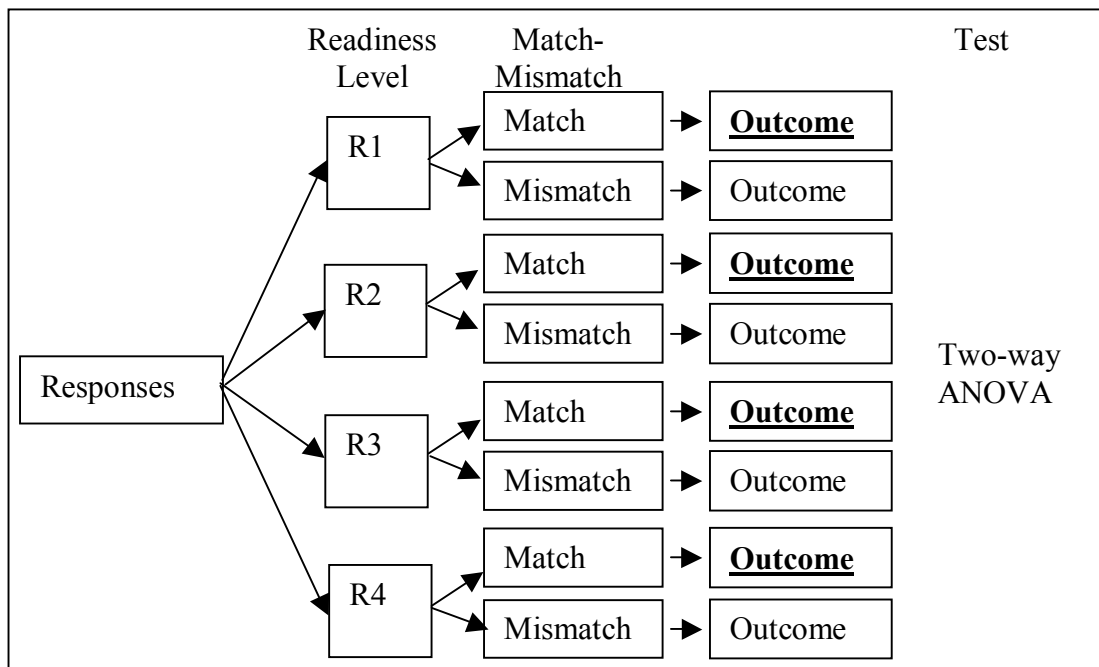 Readiness Level
Match-Mismatch
Test
R1
Match
Outcome
Mismatch
Outcome
R2
Match
Outcome
Mismatch
Outcome
Responses
Two-way
ANOVA
R3
Match
Outcome
Mismatch
Outcome
R4
Match
Outcome
Mismatch
Outcome